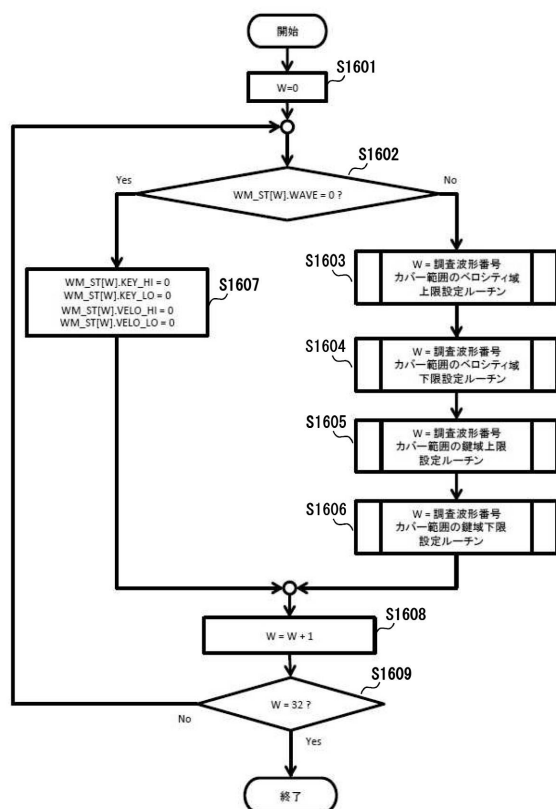 開始
S1601
W=0
S1602
Yes
No
WM_ST[W].WAVE = 0 ?
S1603
W = 調査波形番号
カバー範囲のベロシティ域
上限設定ルーチン
S1607
WM_ST[W].KEY_HI = 0
WM_ST[W].KEY_LO = 0
WM_ST[W].VELO_HI = 0
WM_ST[W].VELO_LO = 0
S1604
W = 調査波形番号
カバー範囲のベロシティ域
下限設定ルーチン
S1605
W = 調査波形番号
カバー範囲の鍵域上限
設定ルーチン
S1606
W = 調査波形番号
カバー範囲の鍵域下限
設定ルーチン
S1608
W = W + 1
S1609
W = 32 ?
No
Yes
終了